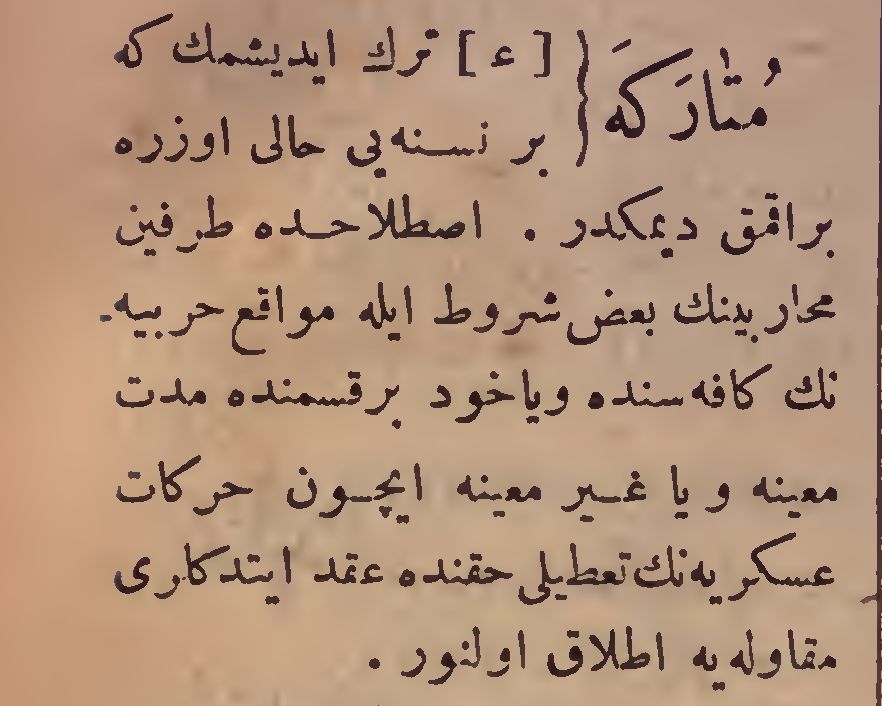 مُتَارَكَه { [ ع ] ترك ايديشمك كه
بر نسنه‌يى حالى اوزره
براقمق ديمكدر . اصطلاحده طرفين
محاربينك بعض شروط ايله مواقع حربيه-
نك كافه سنده وياخود برقسمنده مدت
معينه و يا غير معينه ايچون حركات
عسكريه‌نك تعطيلى حقنده عقد ايتدكارى
مقاوله يه اطلاق اولنور .